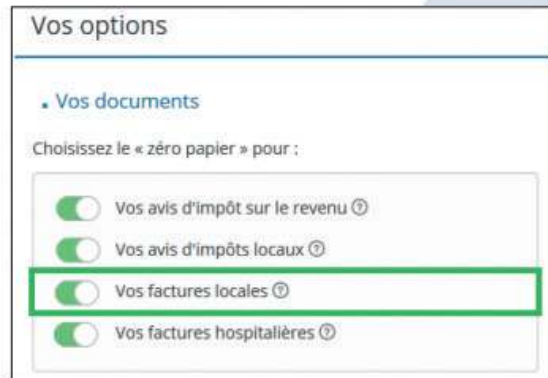 Vos options
. Vos documents
Choisissez le « zéro papier » pour :
Vos avis d'impôt sur le revenu ?
Vos avis d'impôts locaux ?
Vos factures locales ?
Vos factures hospitalières ?